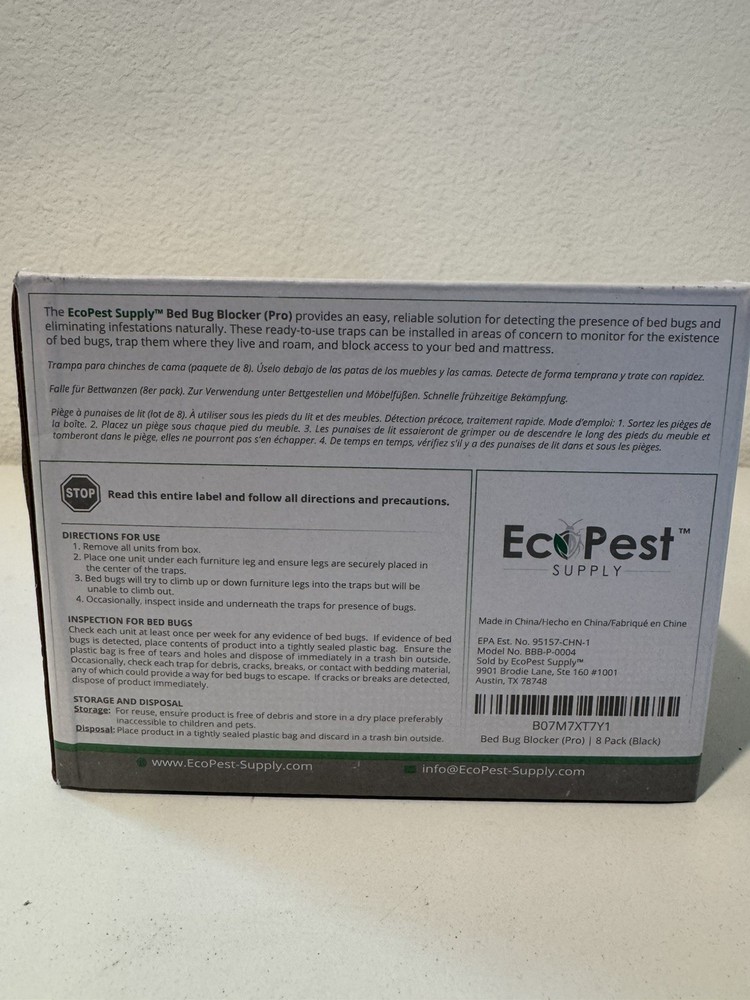 The EcoPest Supply™ Bed Bug Blocker (Pro) provides an easy, reliable solution for detecting the presence of bed bugs and
eliminating infestations naturally. These ready-to-use traps can be installed in areas of concern to monitor for the existence
of bed bugs, trap them where they live and roam, and block access to your bed and mattress.
Trampa para chinches de cama (paquete de 8). Úselo debajo de las patas de los muebles y las camas. Detecte de forma temprana y trate con rapidez.
Falle für Bettwanzen (8er pack). Zur Verwendung unter Bettgestellen und Möbelfüßen. Schnelle frühzeitige Bekämpfung.
Piège à punaises de lit (lot de 8). À utiliser sous les pieds du lit et des meubles. Détection précoce, traitement rapide. Mode d'emploi: 1. Sortez les pièges de
la boîte. 2. Placez un piège sous chaque pied du meuble. 3. Les punaises de lit essaieront de grimper ou de descendre le long des pieds du meuble et
tomberont dans le piège, elles ne pourront pas s'en échapper. 4. De temps en temps, vérifiez s'il y a des punaises de lit dans et sous les pièges.
STOP Read this entire label and follow all directions and precautions.
DIRECTIONS FOR USE
1. Remove all units from box.
2. Place one unit under each furniture leg and ensure legs are securely placed in
the center of the traps.
3. Bed bugs will try to climb up or down furniture legs into the traps but will be
unable to climb out.
4. Occasionally, inspect inside and underneath the traps for presence of bugs.
INSPECTION FOR BED BUGS
Check each unit at least once per week for any evidence of bed bugs. If evidence of bed
bugs is detected, place contents of product into a tightly sealed plastic bag. Ensure the
plastic bag is free of tears and holes and dispose of immediately in a trash bin outside.
Occasionally, check each trap for debris, cracks, breaks, or contact with bedding material,
any of which could provide a way for bed bugs to escape. If cracks or breaks are detected,
dispose of product immediately.
STORAGE AND DISPOSAL
Storage: For reuse, ensure product is free of debris and store in a dry place preferably
inaccessible to children and pets.
Disposal: Place product in a tightly sealed plastic bag and discard in a trash bin outside.
EcoPest™
SUPPLY
Made in China/Hecho en China/Fabriqué en Chine
EPA Est. No. 95157-CHN-1
Model No. BBB-P-0004
Sold by EcoPest Supply™
9901 Brodie Lane, Ste 160 #1001
Austin, TX 78748
B07M7XT7Y1
Bed Bug Blocker (Pro) | 8 Pack (Black)
www.EcoPest-Supply.com
info@EcoPest-Supply.com